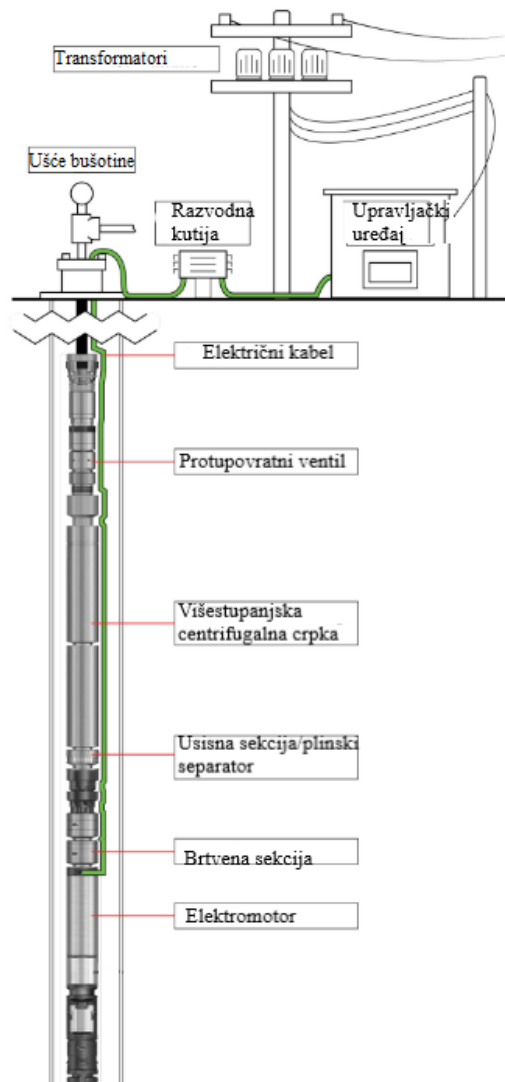 Transformatori
Ušće bušotine
Razvodna
kutija
Upravljački
uređaj
Električni kabel
Protupovratni ventil
Višestupanjska
centrifugalna crpka
Usisna sekcija/plinski
separator
Brtvena sekcija
Elektromotor